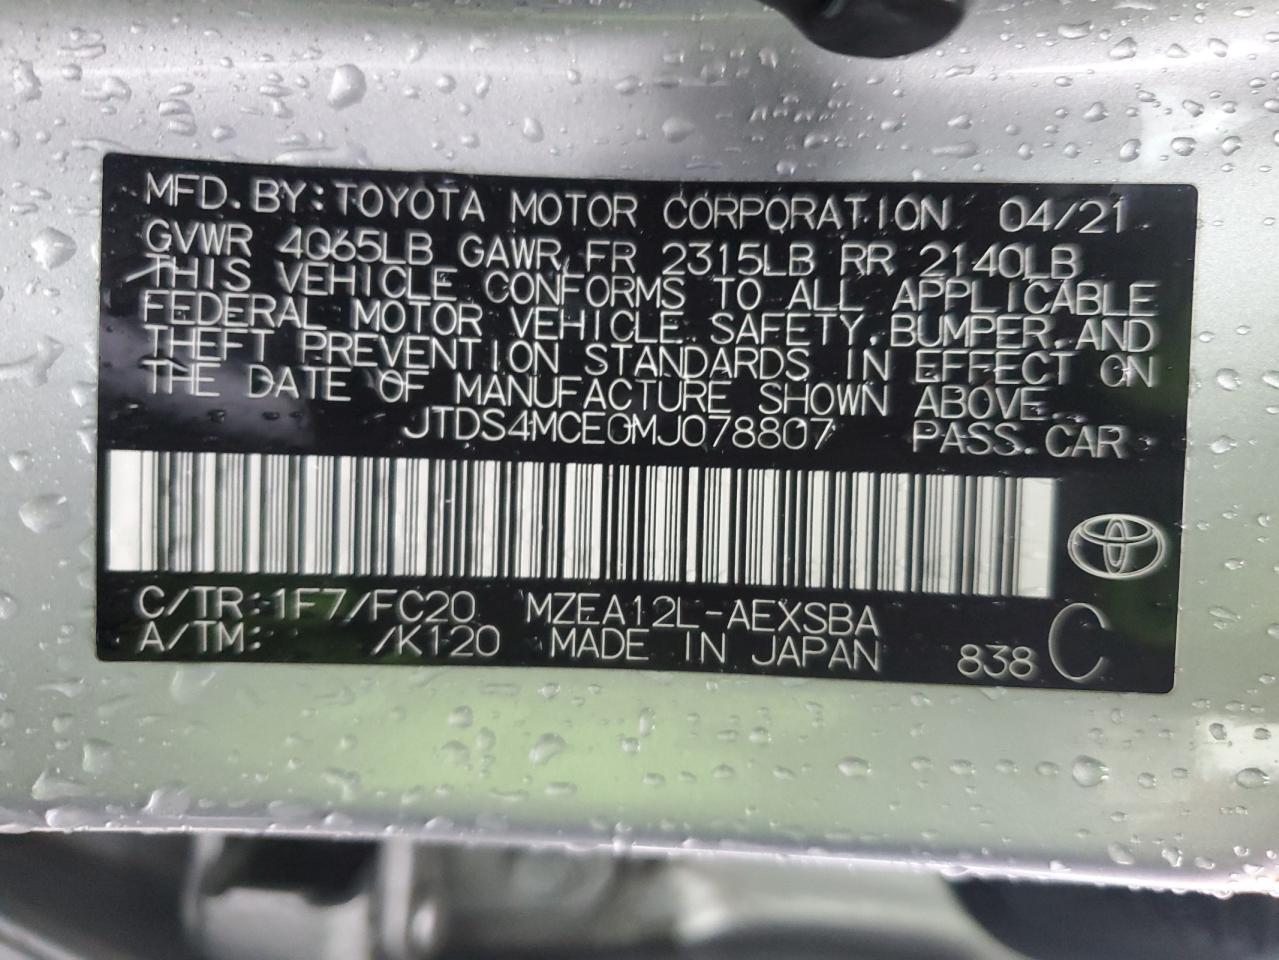 MFD. BY: TOYOTA MOTOR CORPORATION 04/21
GVWR 4065LB GAWR FR 2315LB RR 2140LB
THIS VEHICLE CONFORMS TO ALL APPLICABLE
FEDERAL MOTOR VEHICLE SAFETY, BUMPER, AND
THEFT PREVENTION STANDARDS IN EFFECT ON
THE DATE OF MANUFACTURE SHOWN ABOVE.
JTDS4MCE0MJ078807 PASS. CAR
C/TR: 1F7/FC20 MZEA12L-AEXSBA
A/TM: /K120 MADE IN JAPAN 838 C